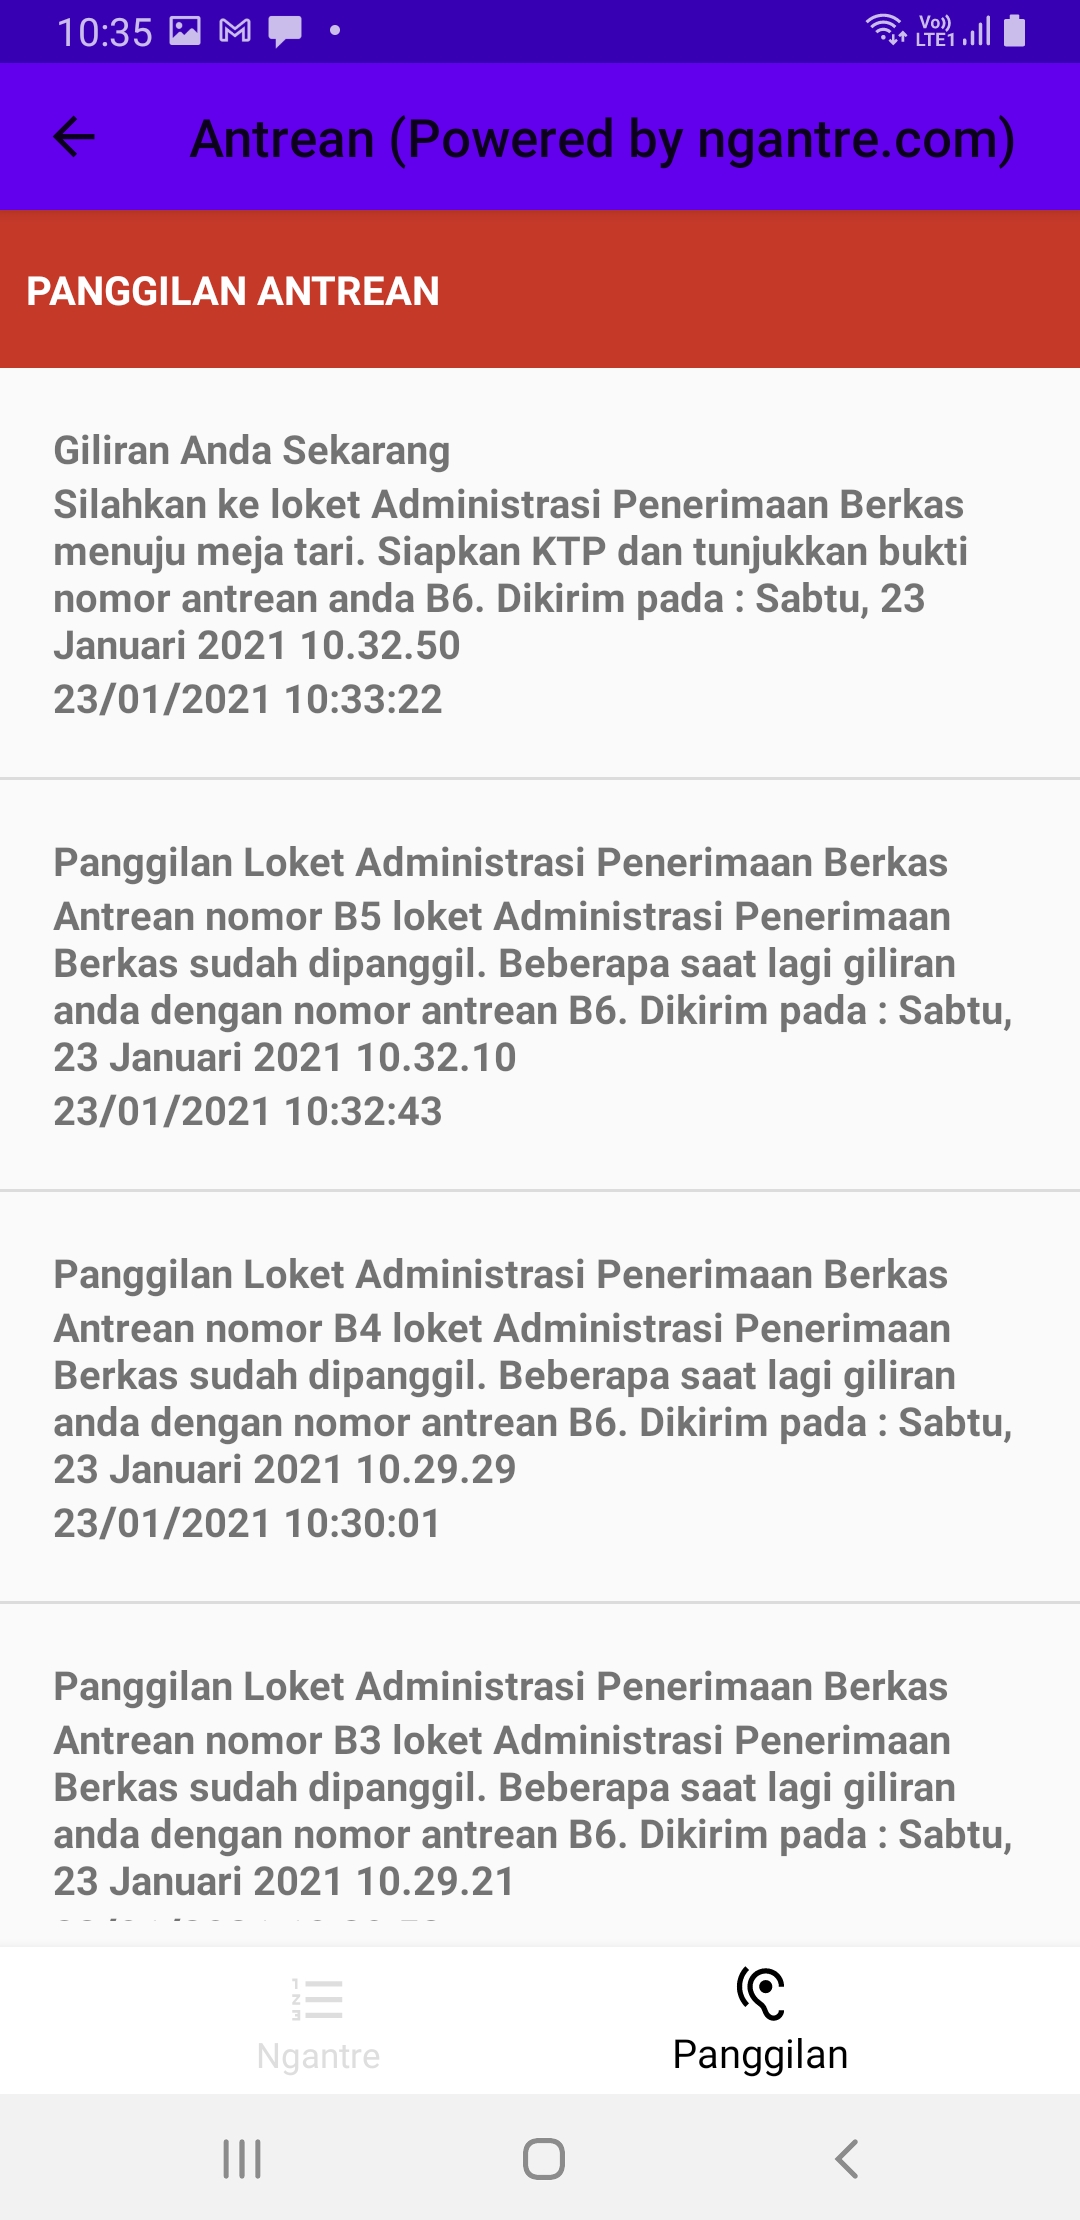 10:35
Vo)) LTE1
Antrean (Powered by ngantre.com)
PANGGILAN ANTREAN
Giliran Anda Sekarang
Silahkan ke loket Administrasi Penerimaan Berkas
menuju meja tari. Siapkan KTP dan tunjukkan bukti
nomor antrean anda B6. Dikirim pada : Sabtu, 23
Januari 2021 10.32.50
23/01/2021 10:33:22
Panggilan Loket Administrasi Penerimaan Berkas
Antrean nomor B5 loket Administrasi Penerimaan
Berkas sudah dipanggil. Beberapa saat lagi giliran
anda dengan nomor antrean B6. Dikirim pada : Sabtu,
23 Januari 2021 10.32.10
23/01/2021 10:32:43
Panggilan Loket Administrasi Penerimaan Berkas
Antrean nomor B4 loket Administrasi Penerimaan
Berkas sudah dipanggil. Beberapa saat lagi giliran
anda dengan nomor antrean B6. Dikirim pada : Sabtu,
23 Januari 2021 10.29.29
23/01/2021 10:30:01
Panggilan Loket Administrasi Penerimaan Berkas
Antrean nomor B3 loket Administrasi Penerimaan
Berkas sudah dipanggil. Beberapa saat lagi giliran
anda dengan nomor antrean B6. Dikirim pada : Sabtu,
23 Januari 2021 10.29.21
Ngantre
Panggilan